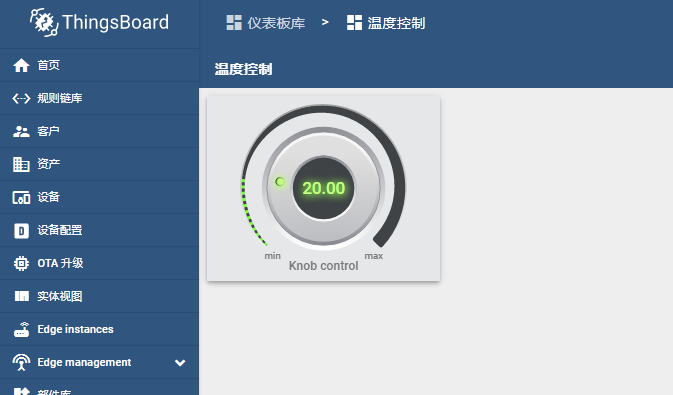 ThingsBoard
仪表板库 > 温度控制
温度控制
首页
规则链库
客户
资产
设备
设备配置
OTA 升级
实体视图
Edge instances
Edge management
部件库
20.00
min
max
Knob control